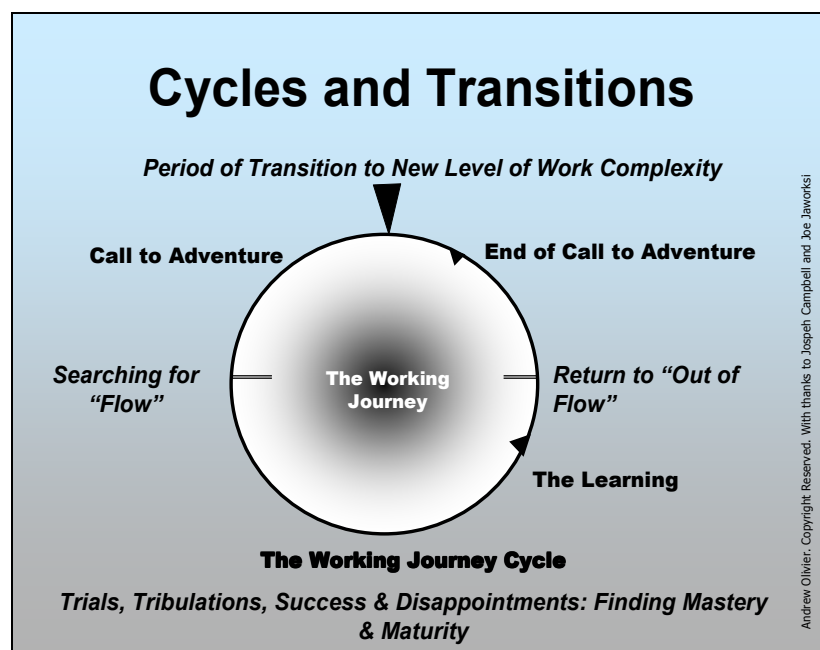 Cycles and Transitions
Period of Transition to New Level of Work Complexity
Call to Adventure
End of Call to Adventure
Searching for
“Flow”
The Working
Journey
Return to “Out of
Flow”
The Learning
The Working Journey Cycle
Trials, Tribulations, Success & Disappointments: Finding Mastery
& Maturity
Andrew Olivier. Copyright Reserved. With thanks to Jospeh Campbell and Joe Jaworksi